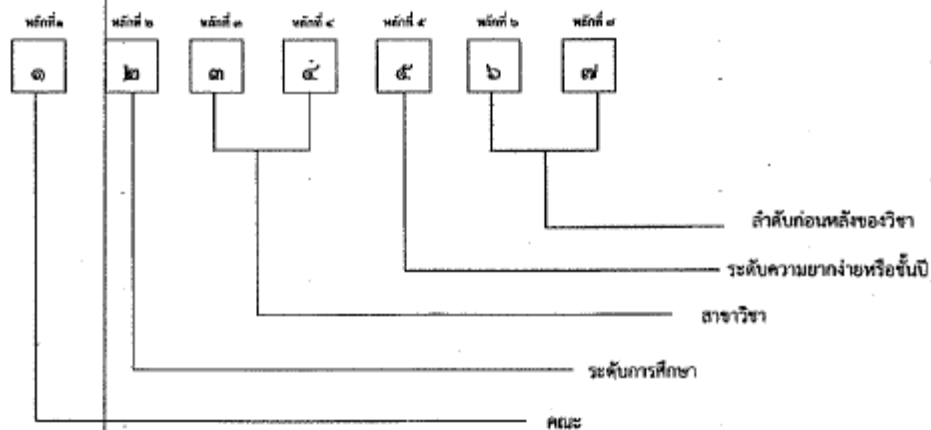 หลักที่๑ หลักที่ ๒ หลักที่ ๓ หลักที่ ๔ หลักที่ ๕ หลักที่ ๖ หลักที่ ๗
๑ ๒ ๓ ๔ ๕ ๖ ๗
ลำดับก่อนหลังของวิชา
ระดับความยากง่ายหรือชั้นปี
สาขาวิชา
ระดับการศึกษา
คณะ